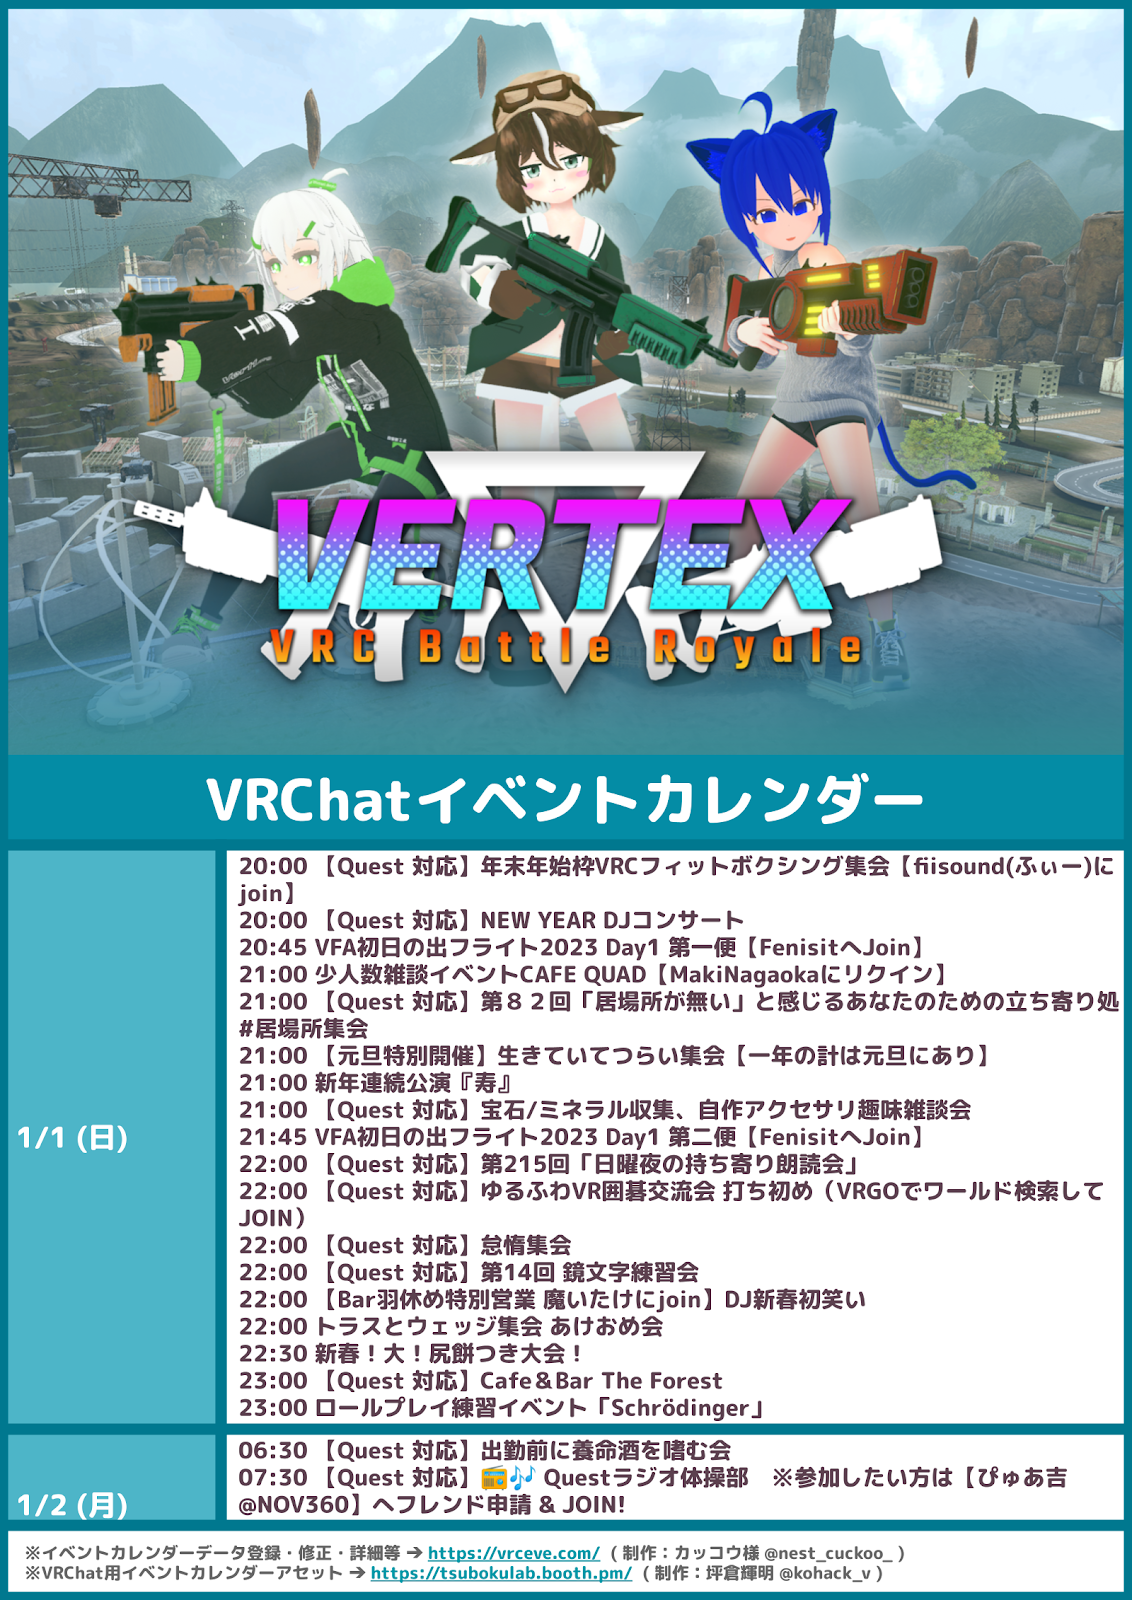 VERTEX
VRC Battle Royale
VRChatイベントカレンダー
1/1 (日)
20:00 【Quest 対応】年末年始枠VRCフィットボクシング集会【fiisound(ふぃー)に
join】
20:00 【Quest 対応】NEW YEAR DJコンサート
20:45 VFA初日の出フライト2023 Day1 第一便【FenisitへJoin】
21:00 少人数雑談イベントCAFE QUAD【MakiNagaokaにリクイン】
21:00 【Quest 対応】第８２回「居場所が無い」と感じるあなたのための立ち寄り処
#居場所集会
21:00 【元旦特別開催】生きていてつらい集会【一年の計は元旦にあり】
21:00 新年連続公演『寿』
21:00 【Quest 対応】宝石/ミネラル収集、自作アクセサリ趣味雑談会
21:45 VFA初日の出フライト2023 Day1 第二便【FenisitへJoin】
22:00 【Quest 対応】第215回「日曜夜の持ち寄り朗読会」
22:00 【Quest 対応】ゆるふわVR囲碁交流会 打ち初め（VRGOでワールド検索して
JOIN）
22:00 【Quest 対応】怠惰集会
22:00 【Quest 対応】第14回 鏡文字練習会
22:00 【Bar羽休め特別営業 魔いたけにjoin】DJ新春初笑い
22:00 トラスとウェッジ集会 あけおめ会
22:30 新春！大！尻餅つき大会！
23:00 【Quest 対応】Cafe＆Bar The Forest
23:00 ロールプレイ練習イベント「Schrödinger」
1/2 (月)
06:30 【Quest 対応】出勤前に養命酒を嗜む会
07:30 【Quest 対応】📻🎶 Questラジオ体操部　※参加したい方は【ぴゅあ吉
@NOV360】へフレンド申請 & JOIN!
※イベントカレンダーデータ登録・修正・詳細等 → https://vrceve.com/ （制作：カッコウ様 @nest_cuckoo_ ）
※VRChat用イベントカレンダーアセット → https://tsubokulab.booth.pm/ （制作：坪倉輝明 @kohack_v ）